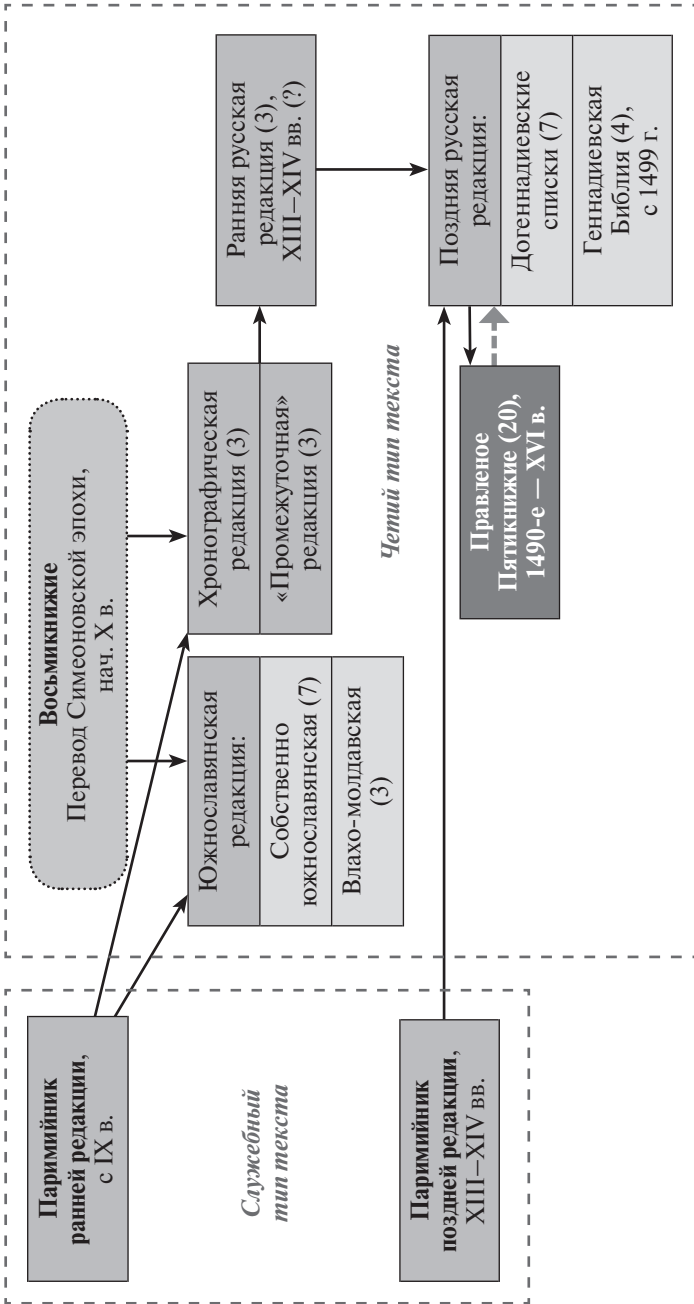 Паримийник
ранней редакции,
с IX в.
Служебный
тип текста
Паримийник
поздней редакции,
XIII–XIV вв.
Восьмикнижие
Перевод Симеоновской эпохи,
нач. X в.
Южнославянская
редакция:
Собственно
южнославянская (7)
Влахо-молдавская
(3)
Хронографическая
редакция (3)
«Промежуточная»
редакция (3)
Четий тип текста
Правленое
Пятикнижие (20),
1490-е — XVI в.
Ранняя русская
редакция (3),
XIII–XIV вв. (?)
Поздняя русская
редакция:
Догеннадиевские
списки (7)
Геннадиевская
Библия (4),
с 1499 г.